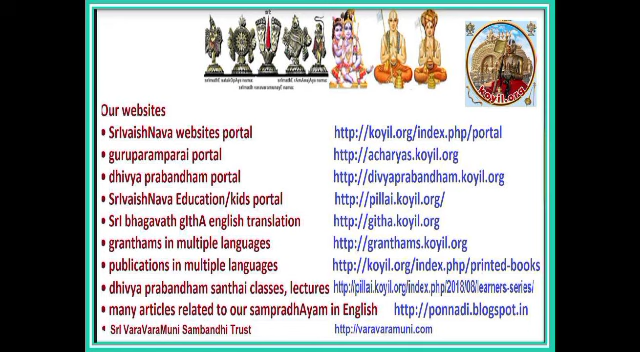 srI
koyil.org
Our websites
• SrIvaishNava websites portal http://koyil.org/index.php/portal
• guruparamparai portal http://acharyas.koyil.org
• dhivya prabandham portal http://divyaprabandham.koyil.org
• SrIvaishNava Education/kids portal http://pillai.koyil.org/
• SrI bhagavath gIthA english translation http://githa.koyil.org
• granthams in multiple languages http://granthams.koyil.org
• publications in multiple languages http://koyil.org/index.php/printed-books
• dhivya prabandham santhai classes, lectures http://pillai.koyil.org/index.php/2018/08/learners-series/
• many articles related to our sampradhAyam in English http://ponnadi.blogspot.in
• SrI VaraVaraMuni Sambandhi Trust http://varavaramuni.com